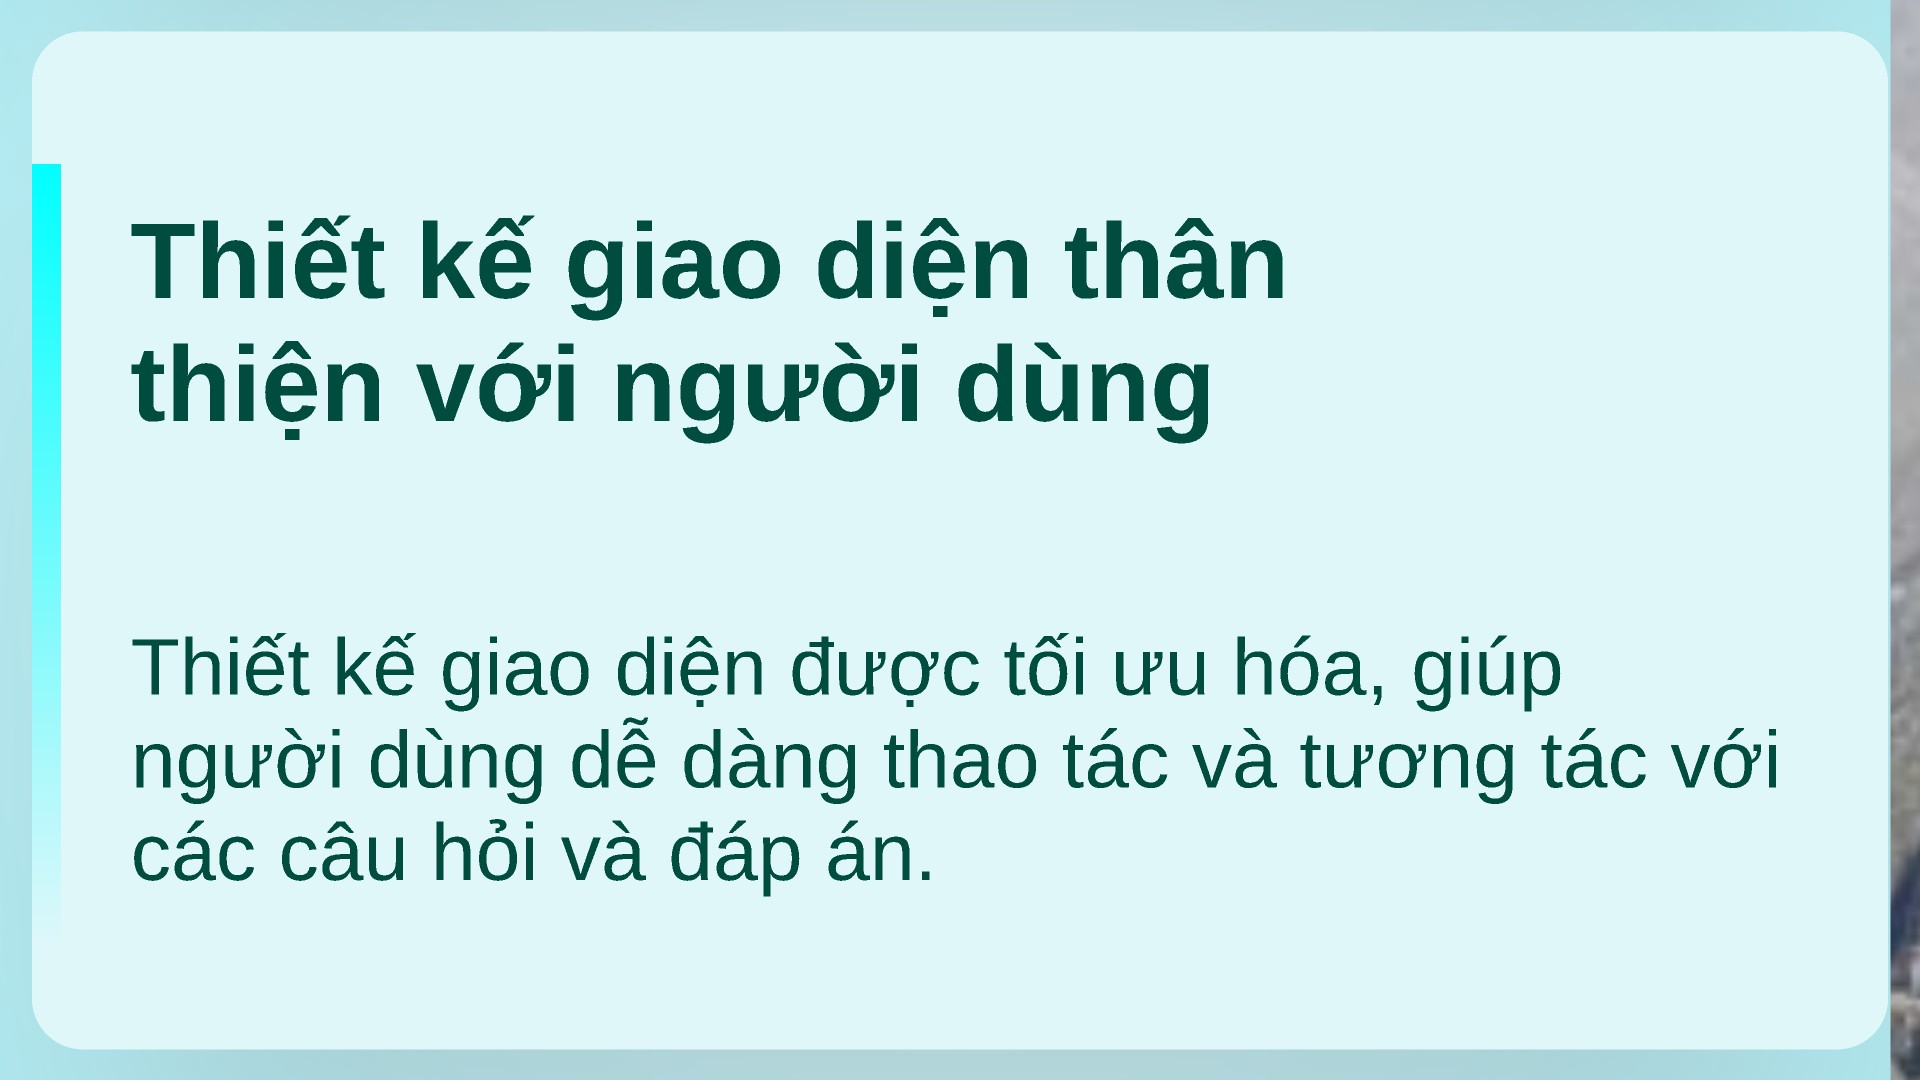 Thiết kế giao diện thân
thiện với người dùng
Thiết kế giao diện được tối ưu hóa, giúp
người dùng dễ dàng thao tác và tương tác với
các câu hỏi và đáp án.